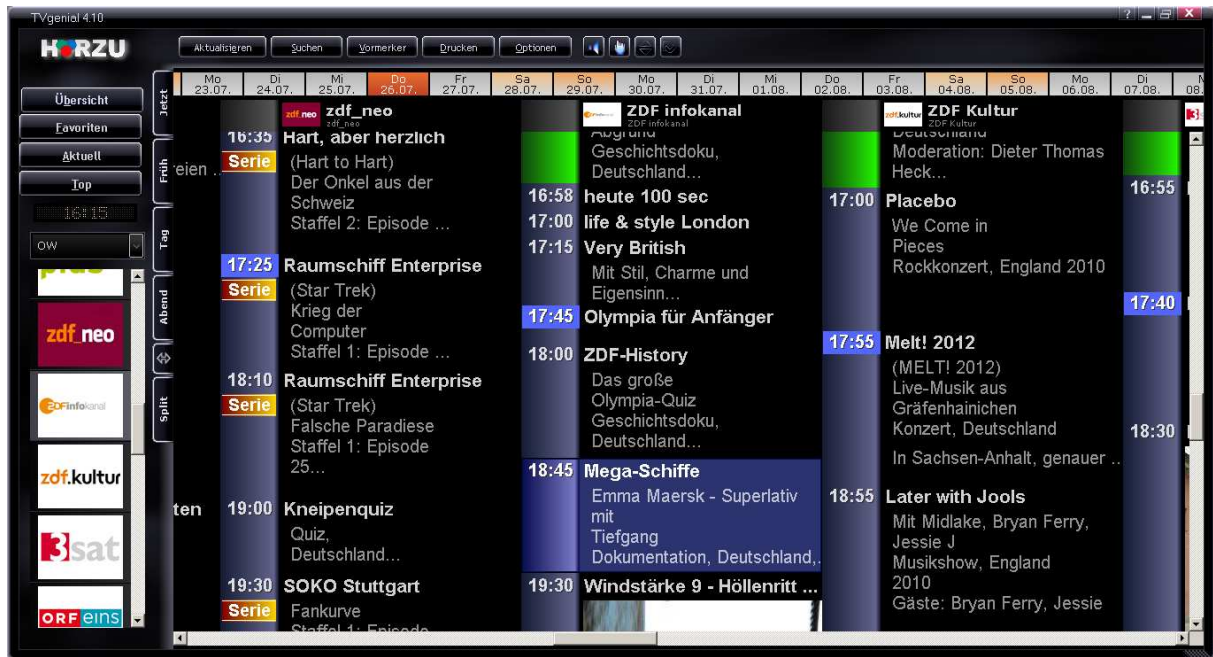 TVgenial 4.10
HÖRZU
Aktualisieren Suchen Vormerker Drucken Optionen
Mo Di Mi Do Fr Sa So Mo Di Mi Do Fr Sa So Mo Di
23.07. 24.07. 25.07. 26.07. 27.07. 28.07. 29.07. 30.07. 31.07. 01.08. 02.08. 03.08. 04.08. 05.08. 06.08. 07.08. 08.
Übersicht
Favoriten
Aktuell
Top
16:15
OW
plus
zdf_neo
ZDFinfokanal
zdf.kultur
3sat
ORF eins
Jetzt
Früh
Tag
Abend
Split
eien ..
ten
zdf_neo
zdf_neo
zdf_neo
16:35 Hart, aber herzlich
Serie (Hart to Hart)
Der Onkel aus der
Schweiz
Staffel 2: Episode ...
17:25 Raumschiff Enterprise
Serie (Star Trek)
Krieg der
Computer
Staffel 1: Episode ...
18:10 Raumschiff Enterprise
Serie (Star Trek)
Falsche Paradiese
Staffel 1: Episode
25...
19:00 Kneipenquiz
Quiz,
Deutschland...
19:30 SOKO Stuttgart
Serie Fankurve
Staffel 1: Episode
ZDF infokanal
ZDF infokanal
Abgrund
Geschichtsdoku,
Deutschland...
16:58 heute 100 sec
17:00 life & style London
17:15 Very British
Mit Stil, Charme und
Eigensinn...
17:45 Olympia für Anfänger
18:00 ZDF-History
Das große
Olympia-Quiz
Geschichtsdoku,
Deutschland...
18:45 Mega-Schiffe
Emma Maersk - Superlativ
mit
Tiefgang
Dokumentation, Deutschland,.
19:30 Windstärke 9 - Höllenritt ...
zdf.kultur
ZDF Kultur
ZDF Kultur
Deutschland
Moderation: Dieter Thomas
Heck...
17:00 Placebo
We Come in
Pieces
Rockkonzert, England 2010
17:55 Melt! 2012
(MELT! 2012)
Live-Musik aus
Gräfenhainichen
Konzert, Deutschland
In Sachsen-Anhalt, genauer ..
18:55 Later with Jools
Mit Midlake, Bryan Ferry,
Jessie J
Musikshow, England
2010
Gäste: Bryan Ferry, Jessie
16:55
17:40
18:30